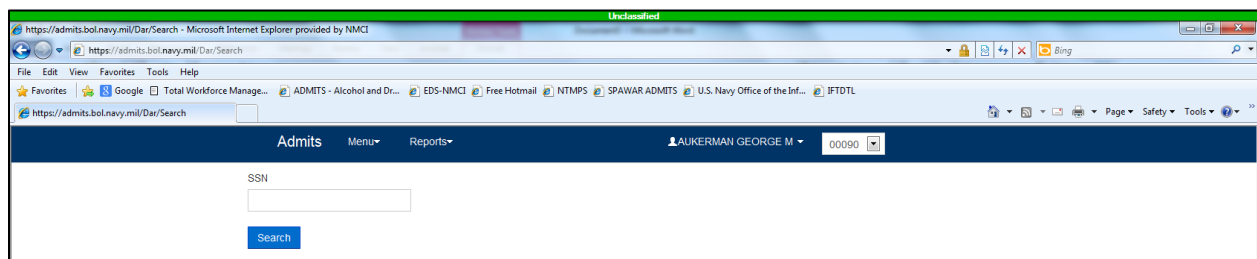 Unclassified
https://admits.bol.navy.mil/Dar/Search - Microsoft Internet Explorer provided by NMCI
https://admits.bol.navy.mil/Dar/Search
Bing
File Edit View Favorites Tools Help
Favorites Google Total Workforce Manage... ADMITS - Alcohol and Dr... EDS-NMCI Free Hotmail NTMPS SPAWAR ADMITS U.S. Navy Office of the Inf... IFTDTL
https://admits.bol.navy.mil/Dar/Search Page Safety Tools
Admits Menu Reports AUKERMAN GEORGE M 00090
SSN
Search